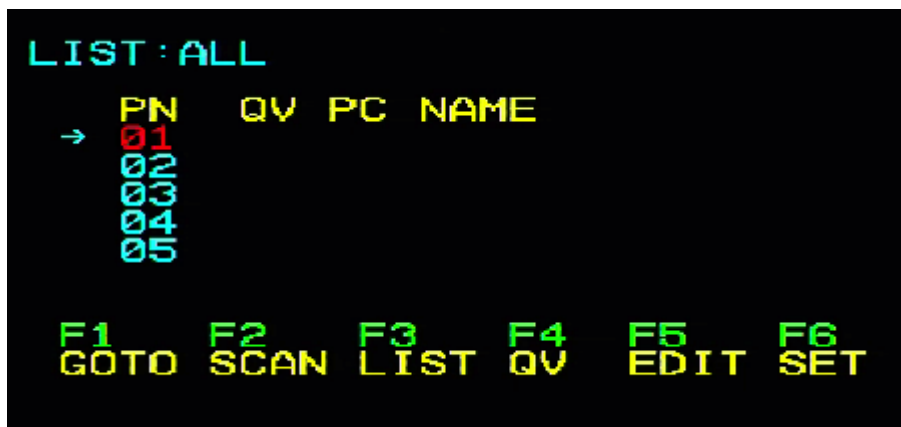 LIST:ALL
PN QV PC NAME
→ 01
02
03
04
05
F1 F2 F3 F4 F5 F6
GOTO SCAN LIST QV EDIT SET